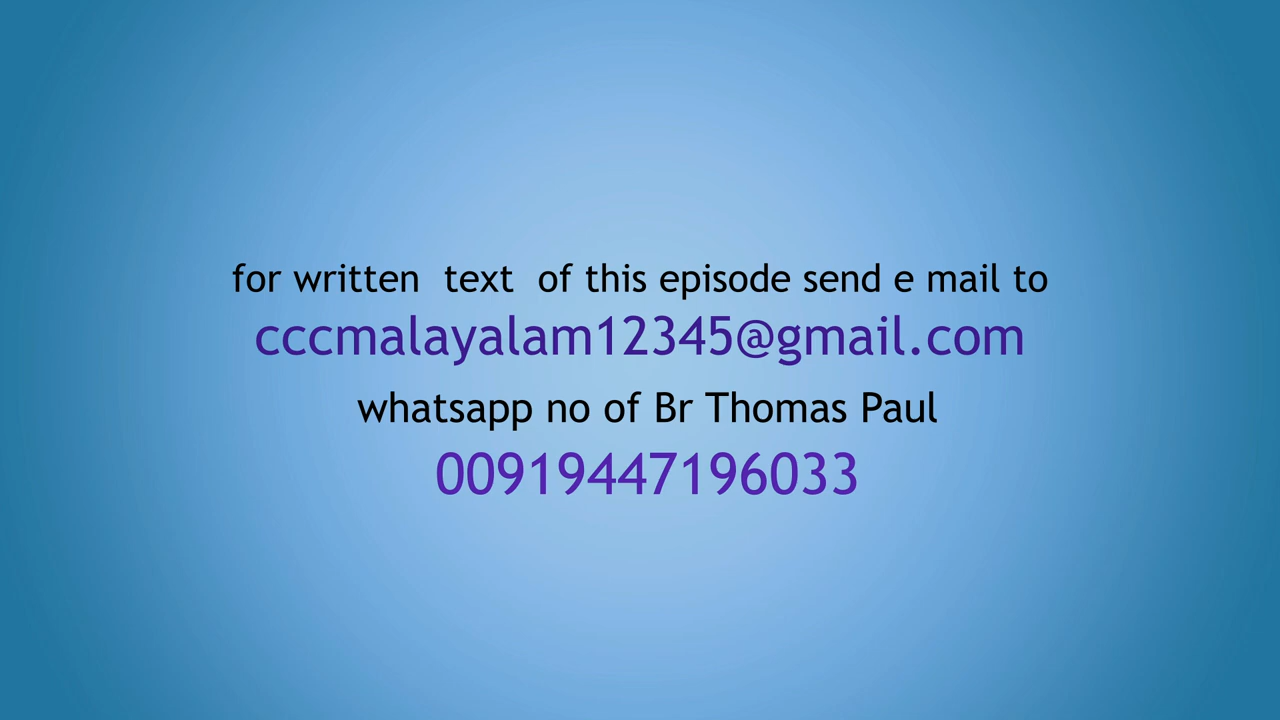 for written  text  of this episode send e mail to
cccmalayalam12345@gmail.com
whatsapp no of Br Thomas Paul
00919447196033